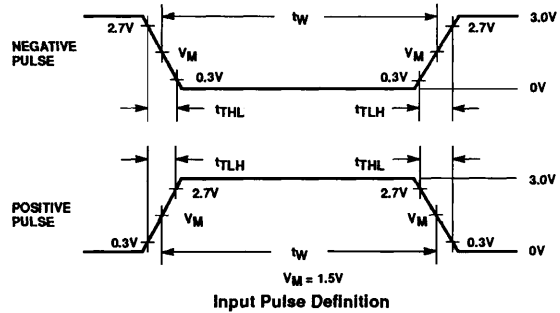 NEGATIVE
PULSE
2.7V
VM
tW
VM
2.7V
3.0V
0.3V
0.3V
0V
tTHL
tTLH
POSITIVE
PULSE
tTLH
tTHL
2.7V
2.7V
3.0V
VM
VM
0.3V
0.3V
tW
0V
VM = 1.5V
Input Pulse Definition